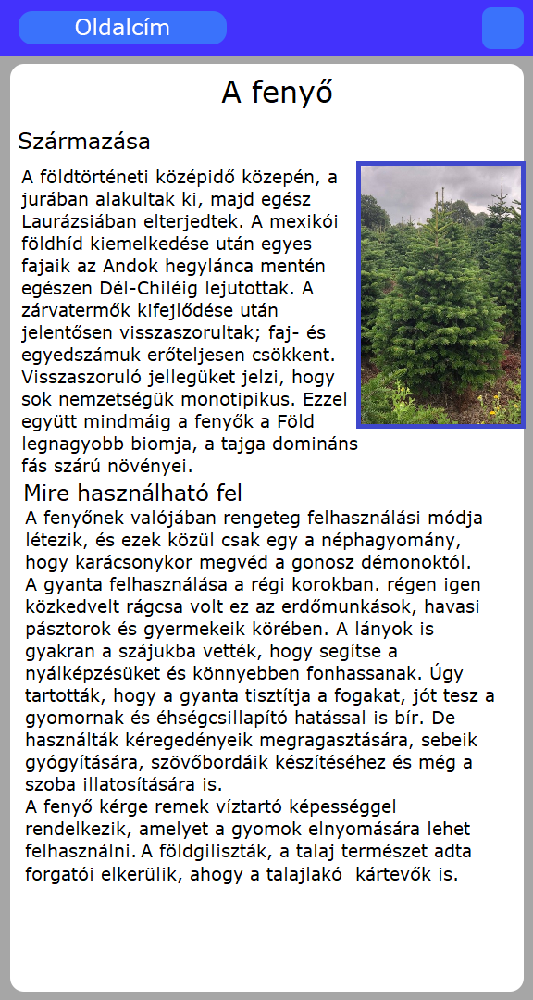 Oldalcím
A fenyő
Származása
A földtörténeti középidő közepén, a
jurában alakultak ki, majd egész
Laurázsiában elterjedtek. A mexikói
földhíd kiemelkedése után egyes
fajaik az Andok hegylánca mentén
egészen Dél-Chiléig lejutottak. A
zárvatermők kifejlődése után
jelentősen visszaszorultak; faj- és
egyedszámuk erőteljesen csökkent.
Visszaszoruló jellegüket jelzi, hogy
sok nemzetségük monotipikus. Ezzel
együtt mindmáig a fenyők a Föld
legnagyobb biomja, a tajga domináns
fás szárú növényei.
Mire használható fel
A fenyőnek valójában rengeteg felhasználási módja
létezik, és ezek közül csak egy a néphagyomány,
hogy karácsonykor megvéd a gonosz démonoktól.
A gyanta felhasználása a régi korokban. régen igen
közkedvelt rágcsa volt ez az erdőmunkások, havasi
pásztorok és gyermekeik körében. A lányok is
gyakran a szájukba vették, hogy segítse a
nyálképzésüket és könnyebben fonhassanak. Úgy
tartották, hogy a gyanta tisztítja a fogakat, jót tesz a
gyomornak és éhségcsillapító hatással is bír. De
használták kéregedényeik megragasztására, sebeik
gyógyítására, szövőbordáik készítéséhez és még a
szoba illatosítására is.
A fenyő kérge remek víztartó képességgel
rendelkezik, amelyet a gyomok elnyomására lehet
felhasználni. A földgiliszták, a talaj természet adta
forgatói elkerülik, ahogy a talajlakó  kártevők is.